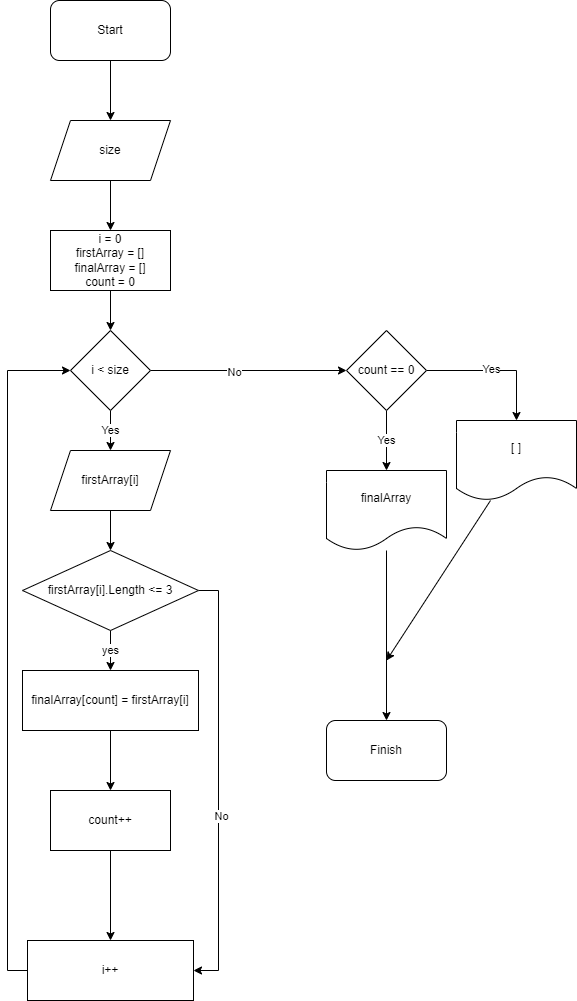 Start
size
i = 0
firstArray = []
finalArray = []
count = 0
i < size
No
count == 0
Yes
Yes
firstArray[i]
Yes
finalArray
[ ]
firstArray[i].Length <= 3
yes
finalArray[count] = firstArray[i]
Finish
count++
No
i++